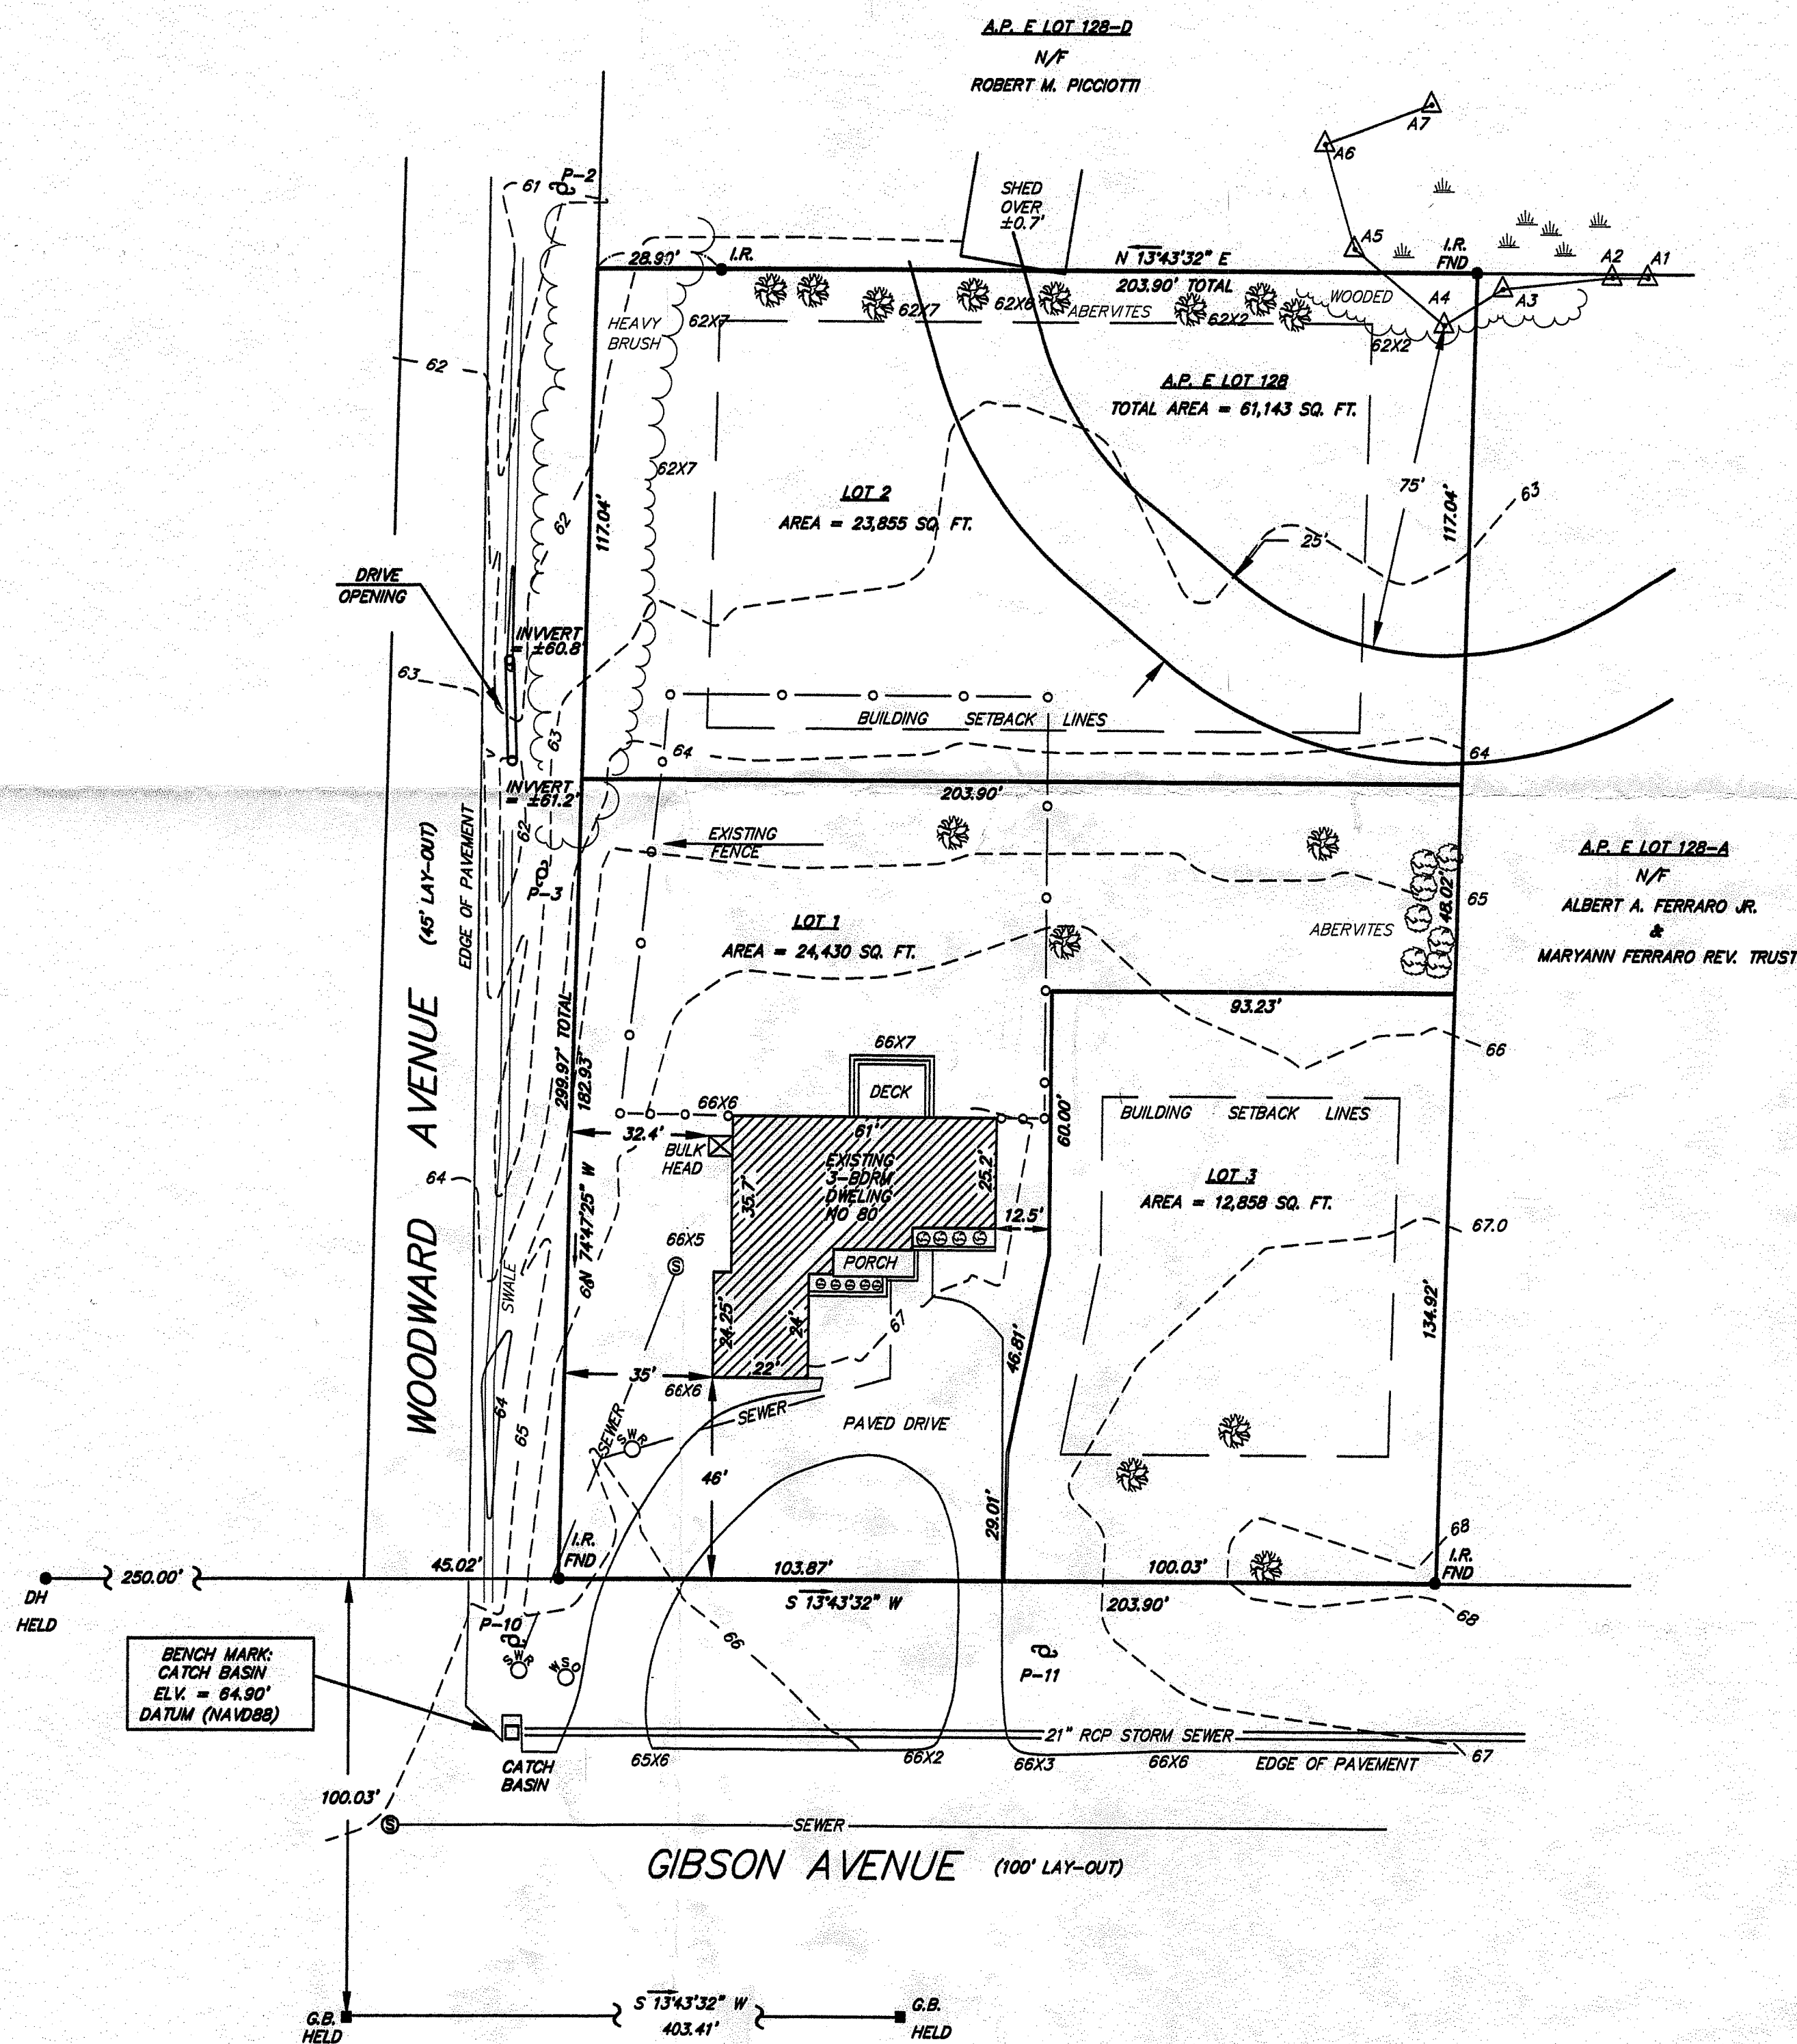 A.P. E LOT 128-D
N/F
ROBERT M. PICCIOTTI
A7
A6
P-2
61
SHED
OVER
±0.7'
A5
I.R.
FND
A2
A1
28.90'
I.R.
N 13°43'32" E
203.90' TOTAL
WOODED
A4
A3
HEAVY
BRUSH
62X7
62X7
62X6
ABERVITES
62X2
62X2
62
A.P. E LOT 128
TOTAL AREA = 61,143 SQ. FT.
62X7
LOT 2
AREA = 23,855 SQ. FT.
75'
63
117.04'
62
117.04'
25'
DRIVE
OPENING
INVVERT
= ±60.8'
63
BUILDING SETBACK LINES
63
64
64
INVVERT
= ±61.2'
203.90'
62
EXISTING
FENCE
EDGE OF PAVEMENT
(45' LAY-OUT)
P-3
A.P. E LOT 128-A
N/F
ALBERT A. FERRARO JR.
&
MARYANN FERRARO REV. TRUST
48.02'
65
LOT 1
AREA = 24,430 SQ. FT.
ABERVITES
93.23'
299.97' TOTAL
182.93'
66
66X7
DECK
66X6
61'
32.4'
BULK
HEAD
EXISTING
3-BDRM
DWELING
NO 80
35.7'
25.2'
60.00'
BUILDING SETBACK LINES
LOT 3
AREA = 12,858 SQ. FT.
12.5'
67.0
WOODWARD AVENUE
64
N 74°47'25" W
66X5
S
PORCH
SWALE
24.25'
24'
67
46.81'
134.92'
22'
35'
66X6
SEWER
64
65
SEWER
SWR
PAVED DRIVE
46'
29.01'
I.R.
FND
68
I.R.
FND
45.02'
103.87'
100.03'
250.00'
DH
HELD
S 13°43'32" W
203.90'
68
P-10
SWR
WSO
66
P-11
BENCH MARK:
CATCH BASIN
ELV. = 64.90'
DATUM (NAVD88)
21" RCP STORM SEWER
CATCH
BASIN
65X6
66X2
66X3
66X6
EDGE OF PAVEMENT
67
100.03'
S
SEWER
GIBSON AVENUE (100' LAY-OUT)
G.B.
HELD
S 13°43'32" W
403.41'
G.B.
HELD